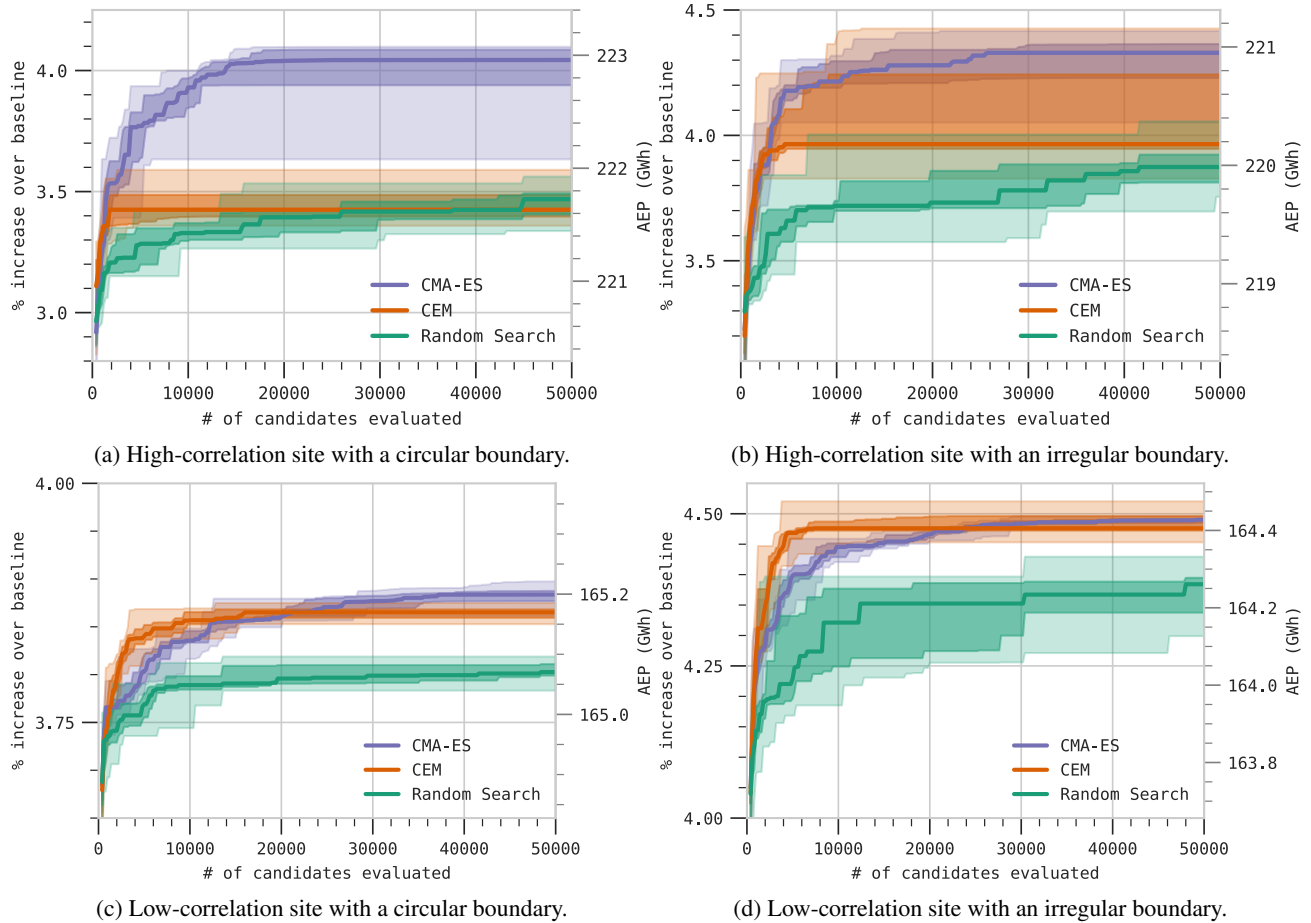 4.0
3.5
3.0
% increase over baseline
223
222
221
AEP (GWh)
CMA-ES
CEM
Random Search
0 10000 20000 30000 40000 50000
# of candidates evaluated
(a) High-correlation site with a circular boundary.
4.5
4.0
3.5
% increase over baseline
221
220
219
AEP (GWh)
CMA-ES
CEM
Random Search
0 10000 20000 30000 40000 50000
# of candidates evaluated
(b) High-correlation site with an irregular boundary.
4.00
3.75
% increase over baseline
165.2
165.0
AEP (GWh)
CMA-ES
CEM
Random Search
0 10000 20000 30000 40000 50000
# of candidates evaluated
(c) Low-correlation site with a circular boundary.
4.50
4.25
4.00
% increase over baseline
164.4
164.2
164.0
163.8
AEP (GWh)
CMA-ES
CEM
Random Search
0 10000 20000 30000 40000 50000
# of candidates evaluated
(d) Low-correlation site with an irregular boundary.